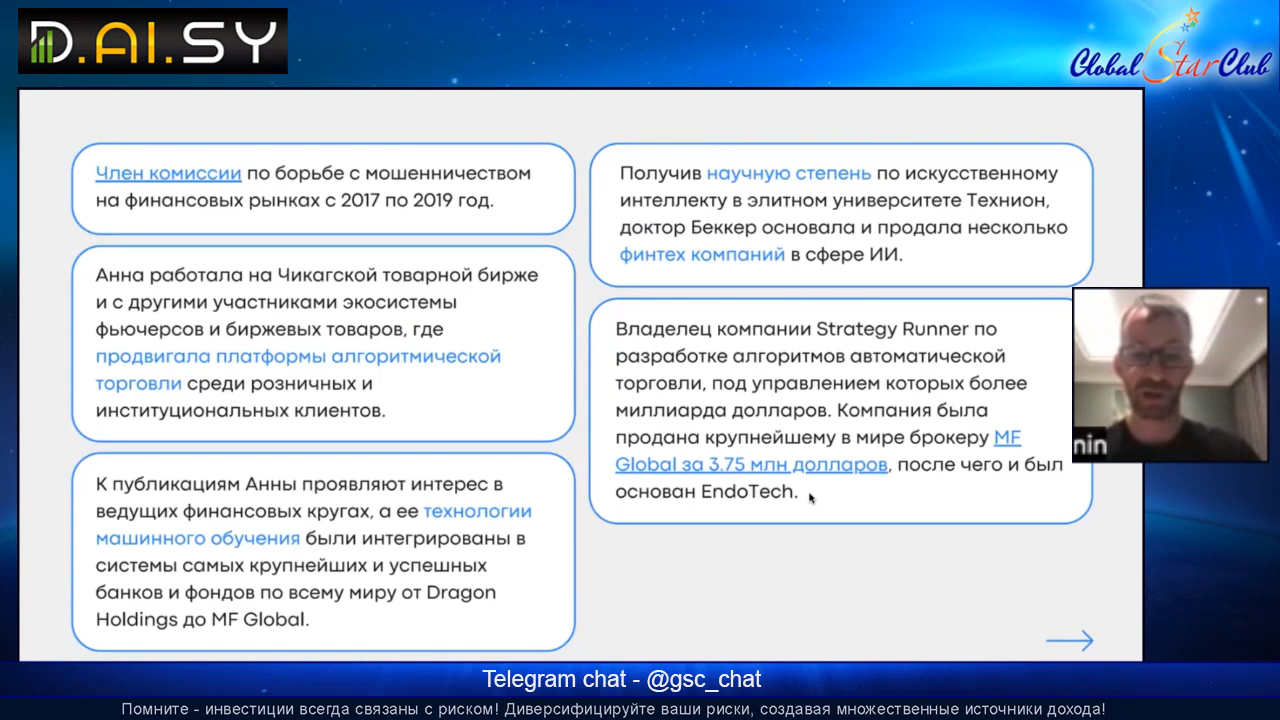 D.AI.SY
Global Star Club
Член комиссии по борьбе с мошенничеством
на финансовых рынках с 2017 по 2019 год.
Анна работала на Чикагской товарной бирже
и с другими участниками экосистемы
фьючерсов и биржевых товаров, где
продвигала платформы алгоритмической
торговли среди розничных и
институциональных клиентов.
К публикациям Анны проявляют интерес в
ведущих финансовых кругах, а ее технологии
машинного обучения были интегрированы в
системы самых крупнейших и успешных
банков и фондов по всему миру от Dragon
Holdings до MF Global.
Получив научную степень по искусственному
интеллекту в элитном университете Технион,
доктор Беккер основала и продала несколько
финтех компаний в сфере ИИ.
Владелец компании Strategy Runner по
разработке алгоритмов автоматической
торговли, под управлением которых более
миллиарда долларов. Компания была
продана крупнейшему в мире брокеру MF
Global за 3.75 млн долларов, после чего и был
основан EndoTech.
nin
Telegram chat - @gsc_chat
Помните - инвестиции всегда связаны с риском! Диверсифицируйте ваши риски, создавая множественные источники дохода!